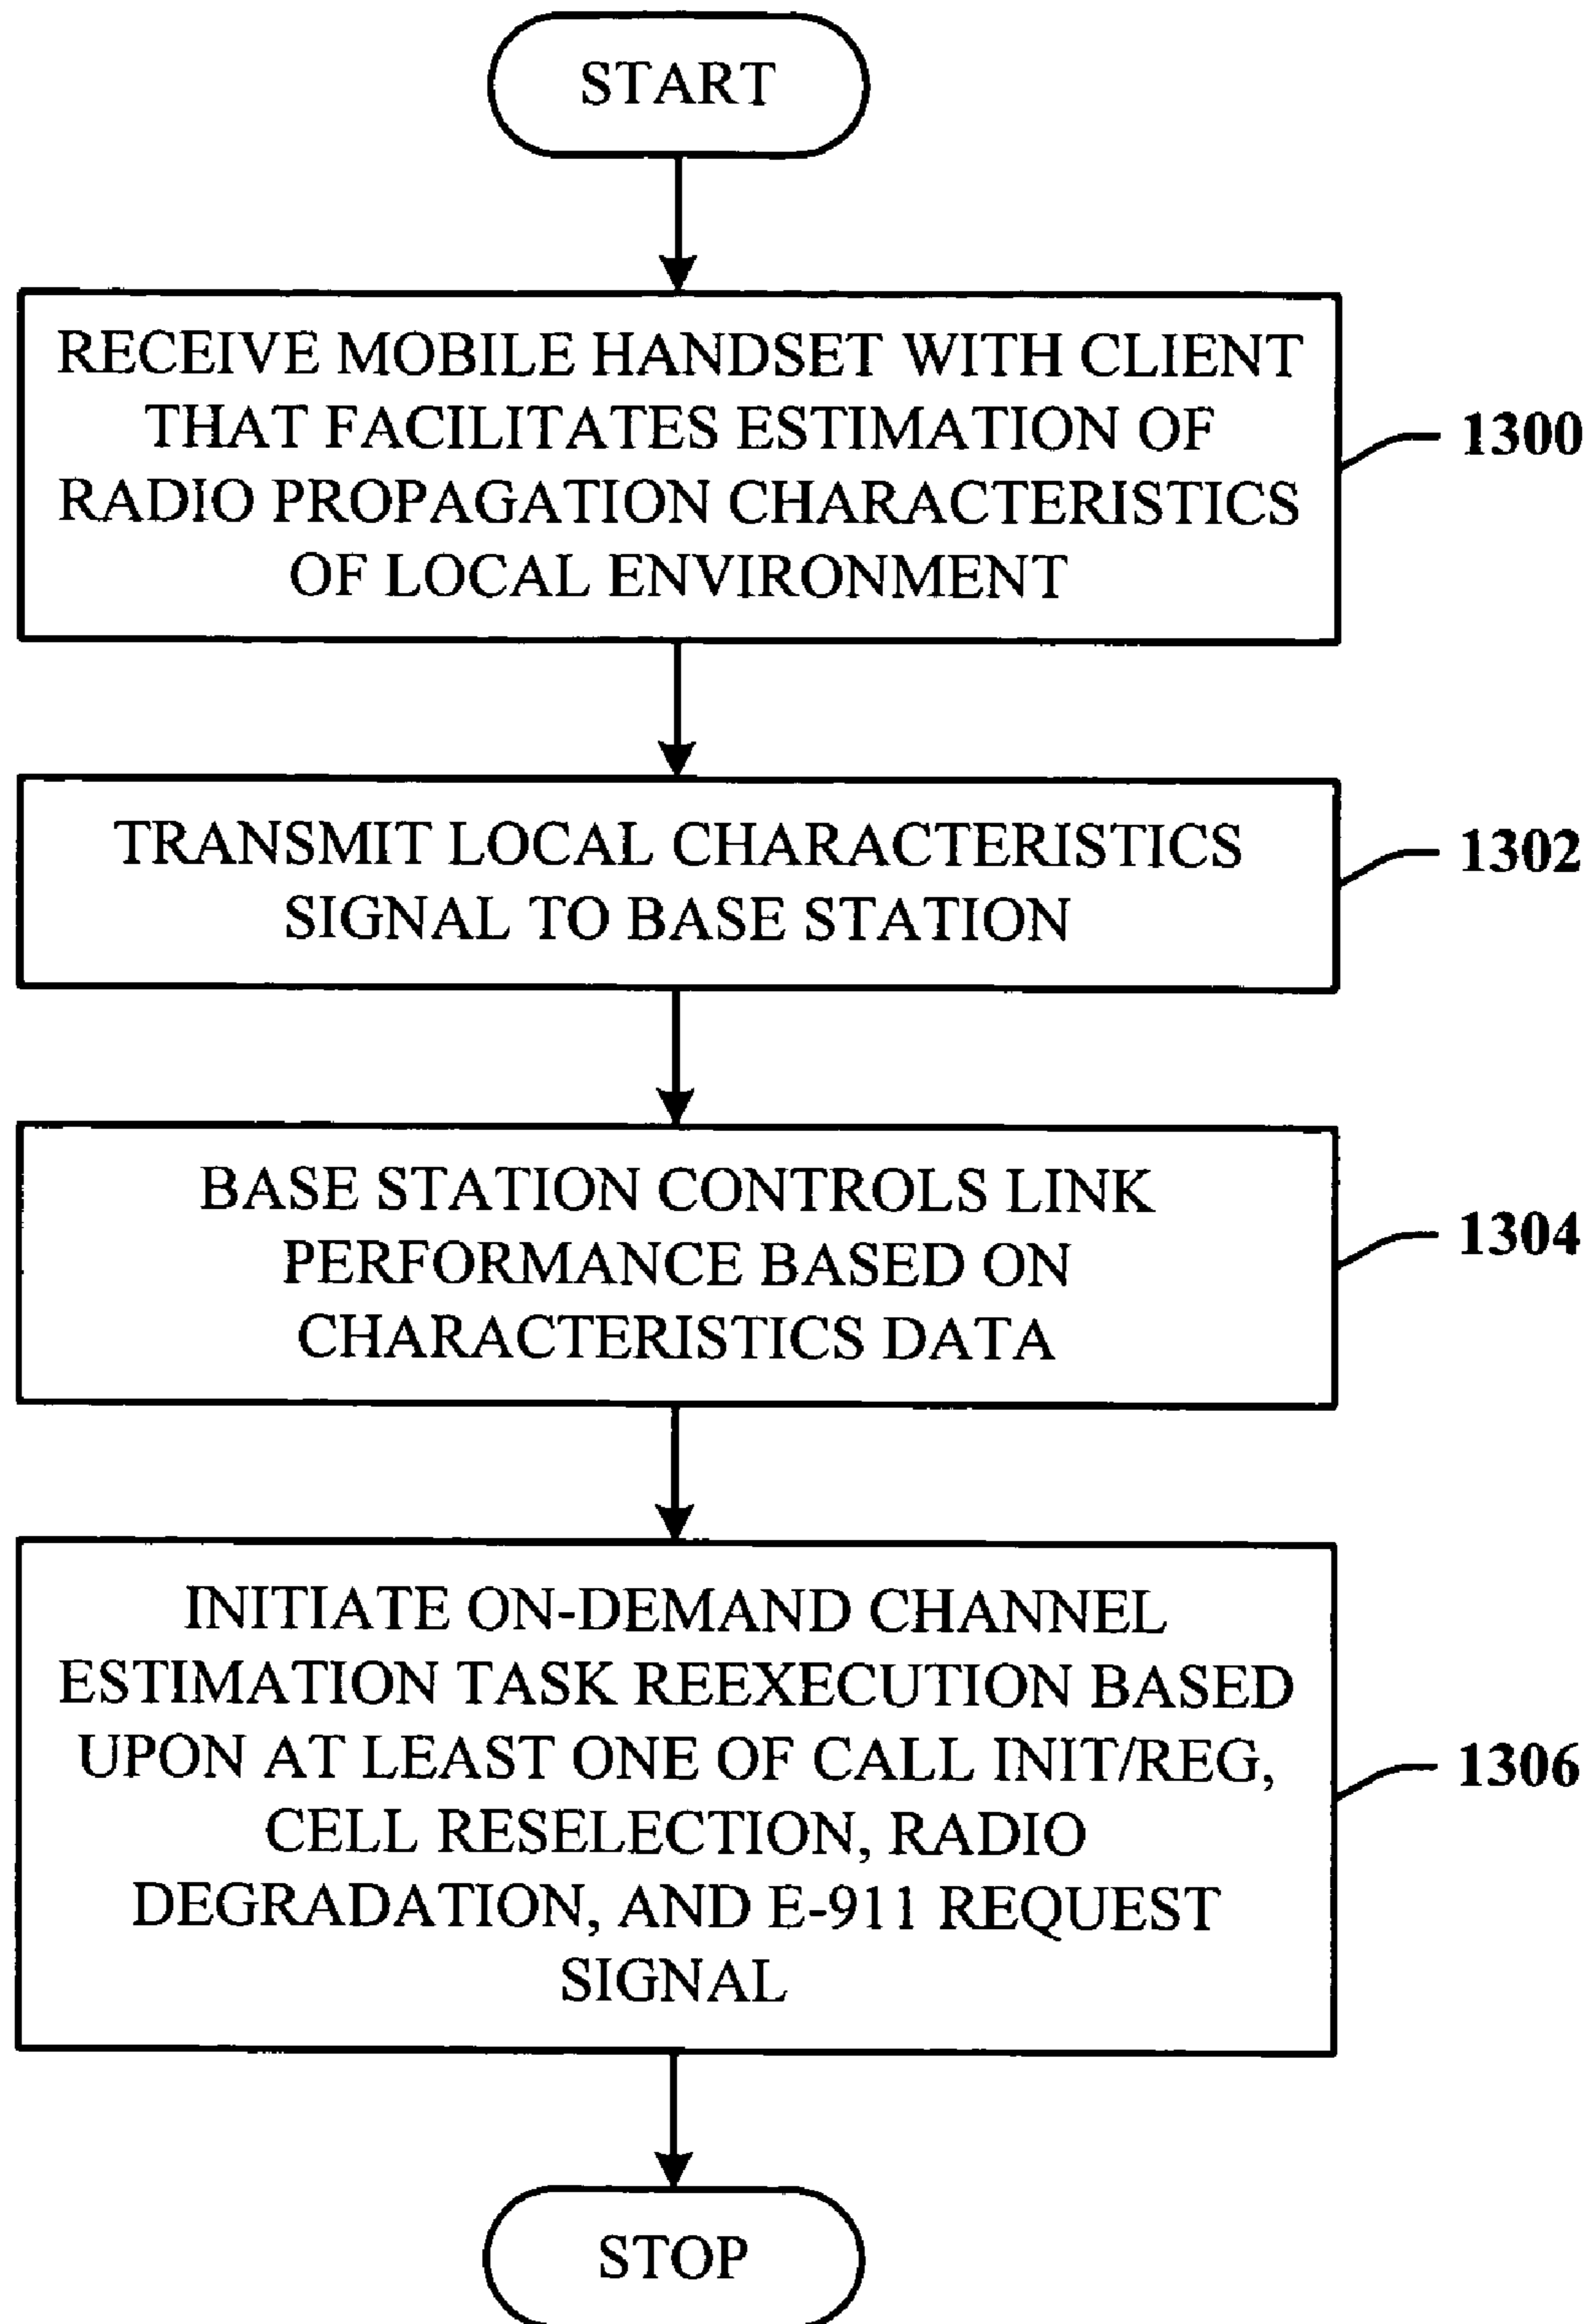 START
RECEIVE MOBILE HANDSET WITH CLIENT
THAT FACILITATES ESTIMATION OF
RADIO PROPAGATION CHARACTERISTICS
OF LOCAL ENVIRONMENT
1300
TRANSMIT LOCAL CHARACTERISTICS
SIGNAL TO BASE STATION
1302
BASE STATION CONTROLS LINK
PERFORMANCE BASED ON
CHARACTERISTICS DATA
1304
INITIATE ON-DEMAND CHANNEL
ESTIMATION TASK REEXECUTION BASED
UPON AT LEAST ONE OF CALL INIT/REG,
CELL RESELECTION, RADIO
DEGRADATION, AND E-911 REQUEST
SIGNAL
1306
STOP